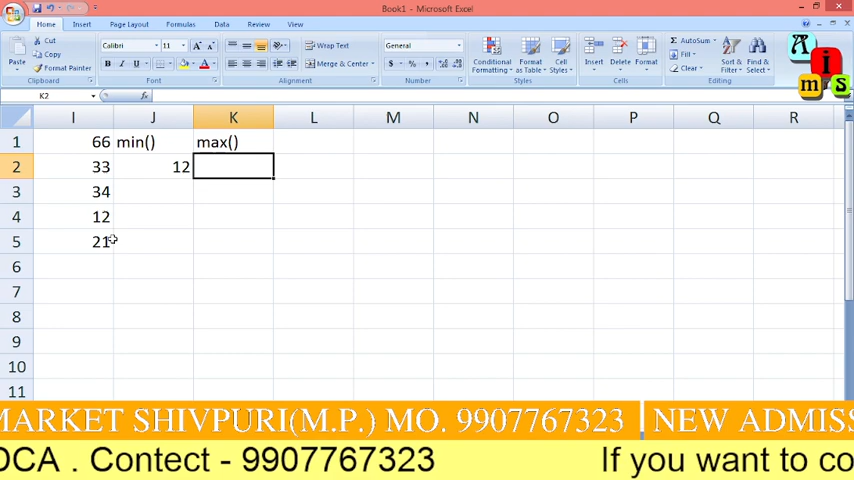 Book1 - Microsoft Excel
Home Insert Page Layout Formulas Data Review View
Cut
Copy
Format Painter
Paste
Clipboard
Calibri 11
B I U
Font
Wrap Text
Merge & Center
Alignment
General
$ % ,
Number
Conditional Formatting
Format as Table
Cell Styles
Styles
Insert Delete Format
Cells
Σ AutoSum
Fill
Clear
Sort & Filter
Find & Select
Editing
A i m S
K2 fx
I J K L M N O P Q R
1 66 min() max()
2 33 12
3 34
4 12
5 21
6
7
8
9
10
11
MARKET SHIVPURI(M.P.) MO. 9907767323 NEW ADMISS
DCA . Contect - 9907767323 If you want to co